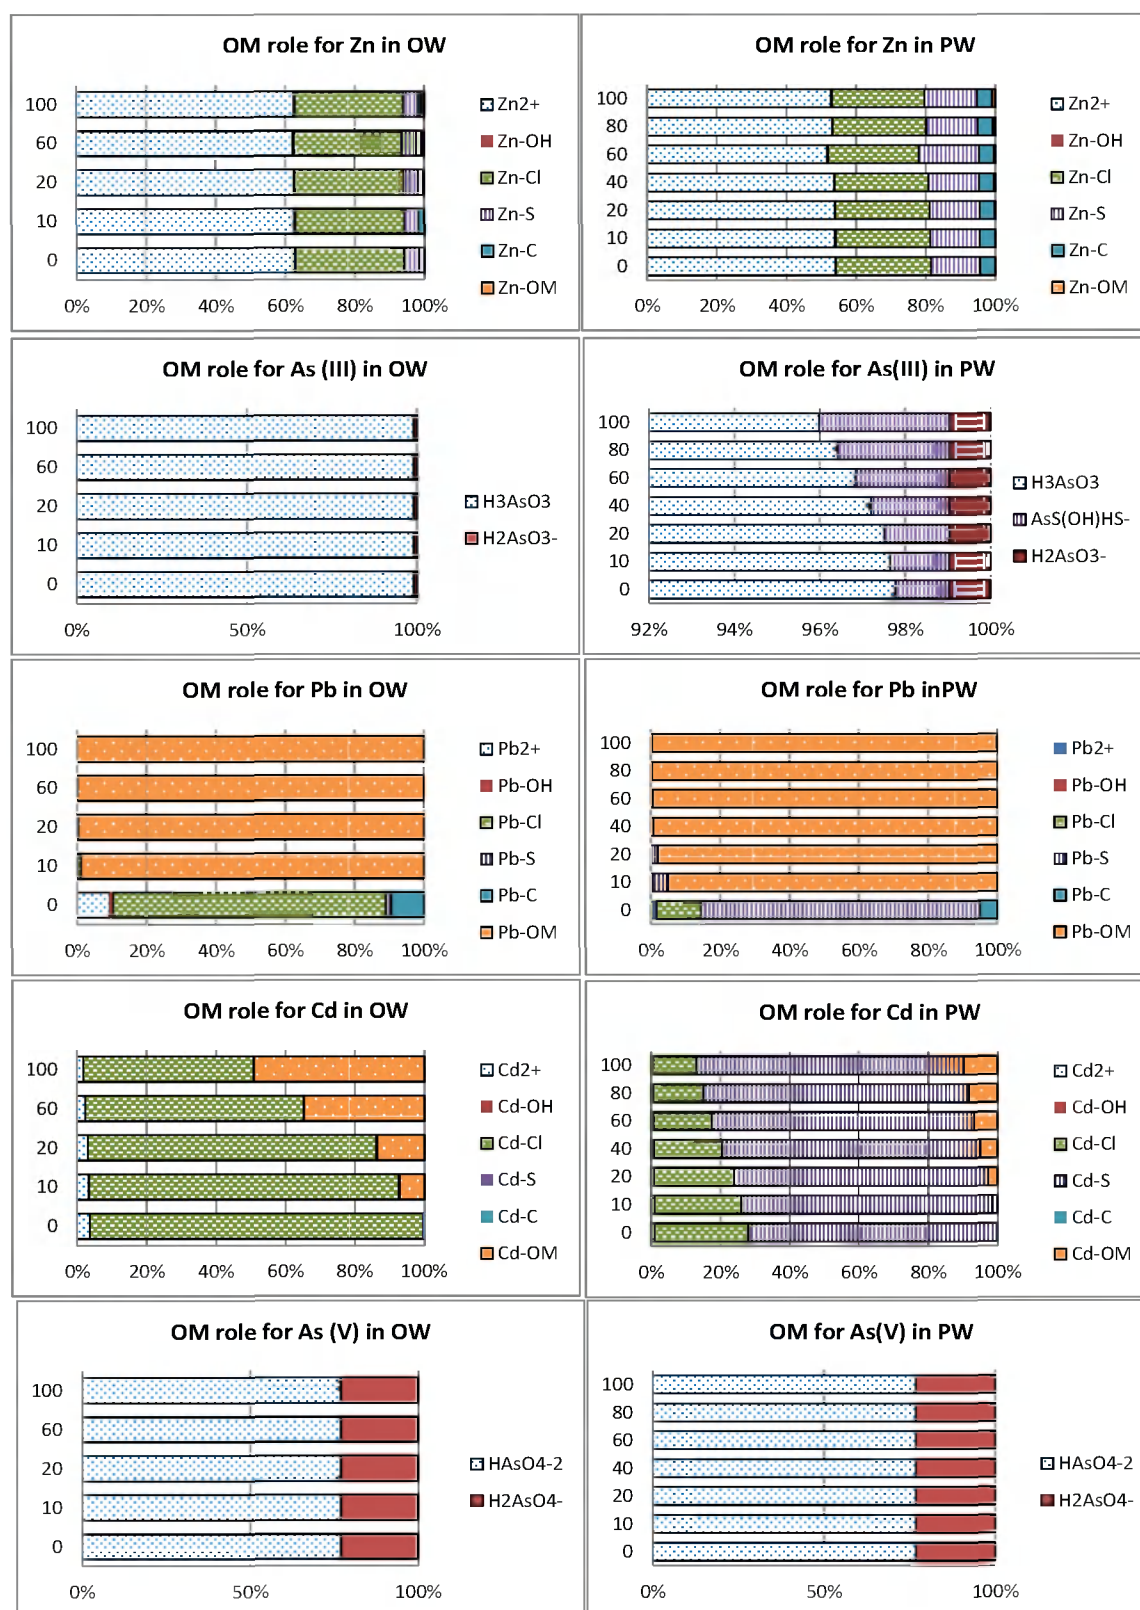 OM role for Zn in OW
100
60
20
10
0
0% 20% 40% 60% 80% 100%
Zn2+
Zn-OH
Zn-Cl
Zn-S
Zn-C
Zn-OM
OM role for Zn in PW
100
80
60
40
20
10
0
0% 20% 40% 60% 80% 100%
Zn2+
Zn-OH
Zn-Cl
Zn-S
Zn-C
Zn-OM
OM role for As (III) in OW
100
60
20
10
0
0% 50% 100%
H3AsO3
H2AsO3-
OM role for As(III) in PW
100
80
60
40
20
10
0
92% 94% 96% 98% 100%
H3AsO3
AsS(OH)HS-
H2AsO3-
OM role for Pb in OW
100
60
20
10
0
0% 20% 40% 60% 80% 100%
Pb2+
Pb-OH
Pb-Cl
Pb-S
Pb-C
Pb-OM
OM role for Pb inPW
100
80
60
40
20
10
0
0% 20% 40% 60% 80% 100%
Pb2+
Pb-OH
Pb-Cl
Pb-S
Pb-C
Pb-OM
OM role for Cd in OW
100
60
20
10
0
0% 20% 40% 60% 80% 100%
Cd2+
Cd-OH
Cd-Cl
Cd-S
Cd-C
Cd-OM
OM role for Cd in PW
100
80
60
40
20
10
0
0% 20% 40% 60% 80% 100%
Cd2+
Cd-OH
Cd-Cl
Cd-S
Cd-C
Cd-OM
OM role for As (V) in OW
100
60
20
10
0
0% 50% 100%
HAsO4-2
H2AsO4-
OM for As(V) in PW
100
80
60
40
20
10
0
0% 50% 100%
HAsO4-2
H2AsO4-